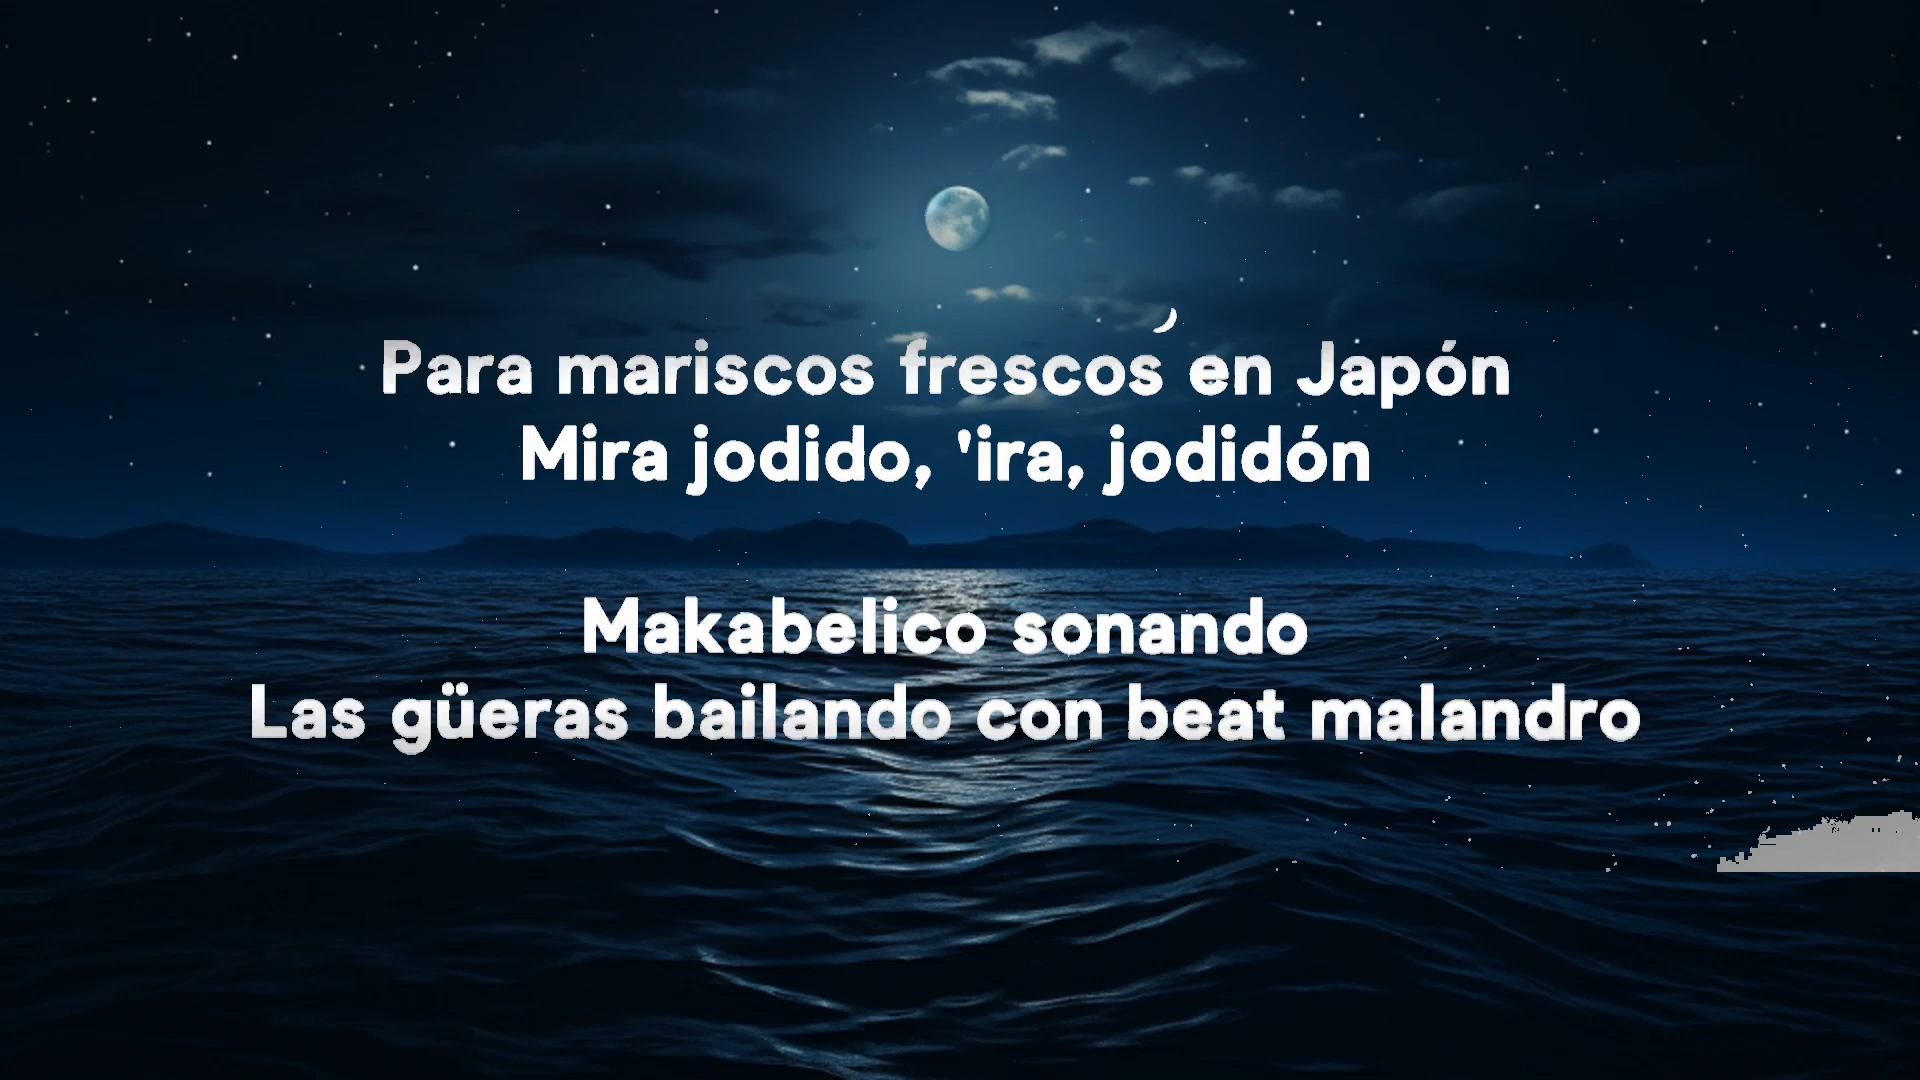 Para mariscos frescos en Japón
Mira jodido, 'ira, jodidón
Makabelico sonando
Las güeras bailando con beat malandro